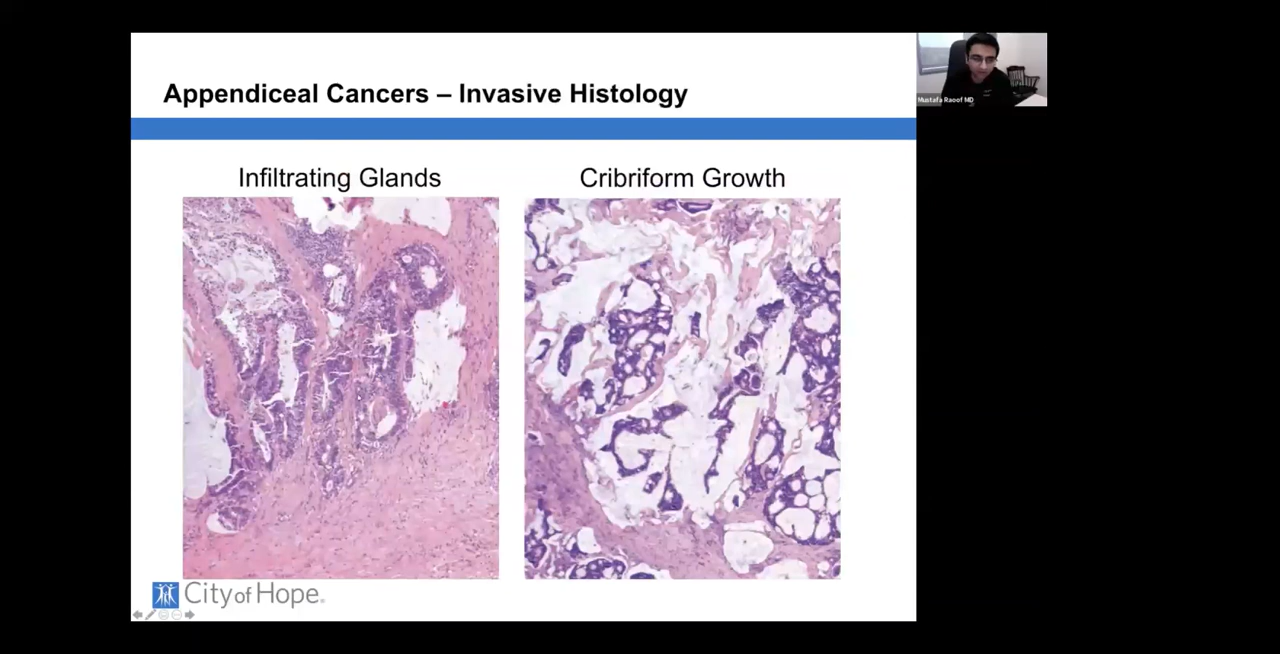 Appendiceal Cancers – Invasive Histology
Mustafa Raoof MD
Infiltrating Glands
Cribriform Growth
City of Hope®